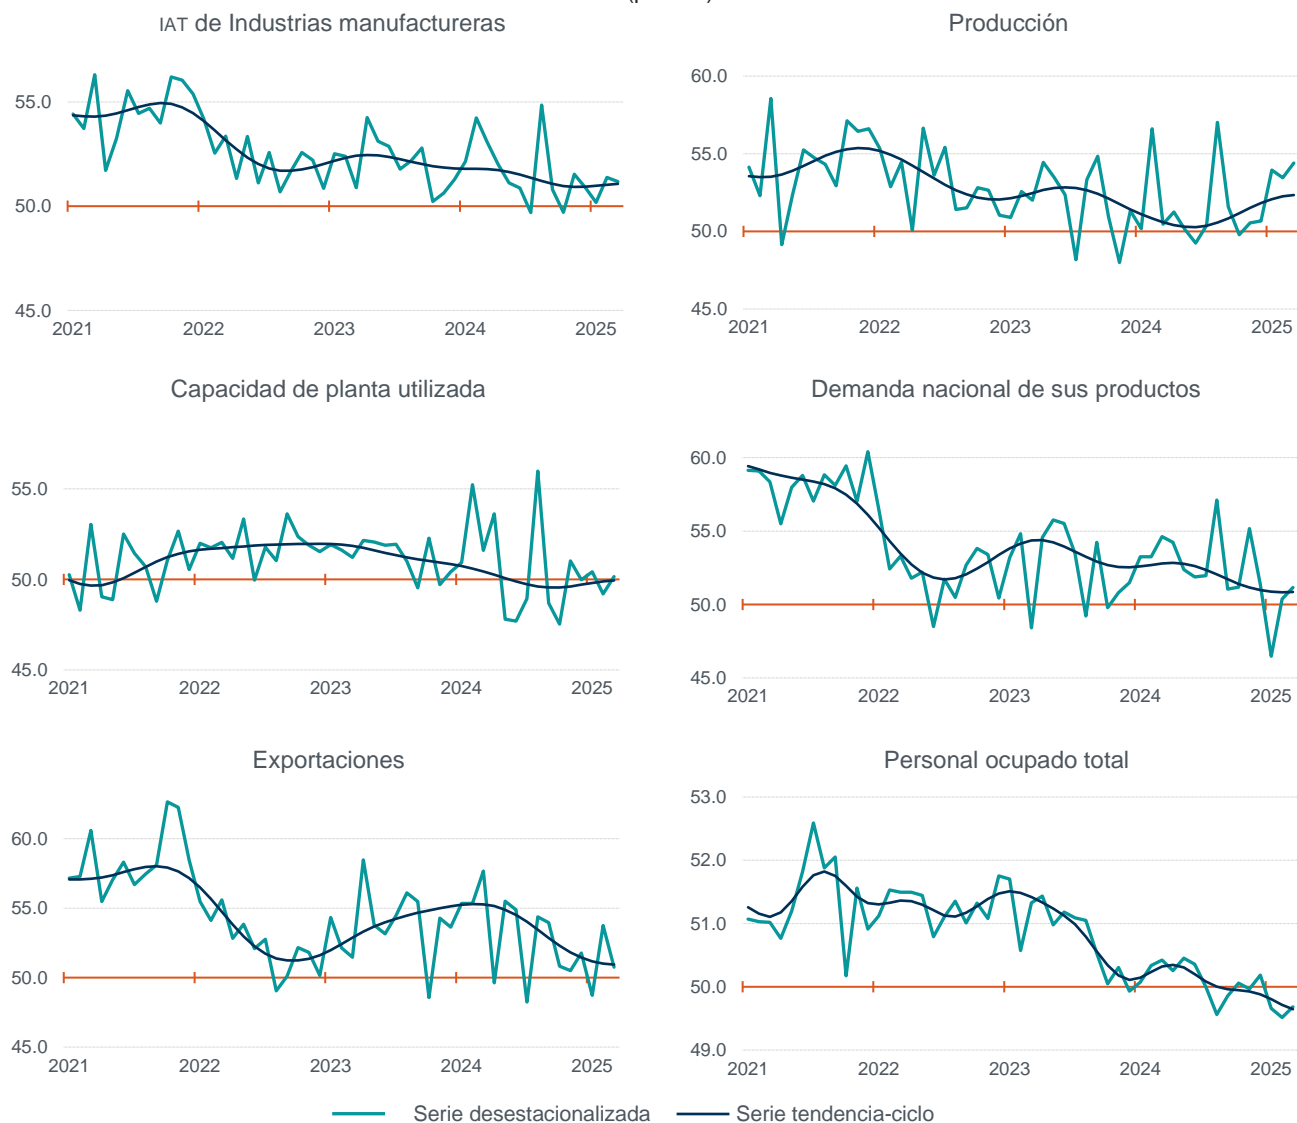 IAT de Industrias manufactureras
55.0
50.0
45.0
2021 2022 2023 2024 2025
Producción
60.0
55.0
50.0
45.0
2021 2022 2023 2024 2025
Capacidad de planta utilizada
55.0
50.0
45.0
2021 2022 2023 2024 2025
Demanda nacional de sus productos
60.0
55.0
50.0
45.0
2021 2022 2023 2024 2025
Exportaciones
60.0
55.0
50.0
45.0
2021 2022 2023 2024 2025
Personal ocupado total
53.0
52.0
51.0
50.0
49.0
2021 2022 2023 2024 2025
Serie desestacionalizada Serie tendencia-ciclo